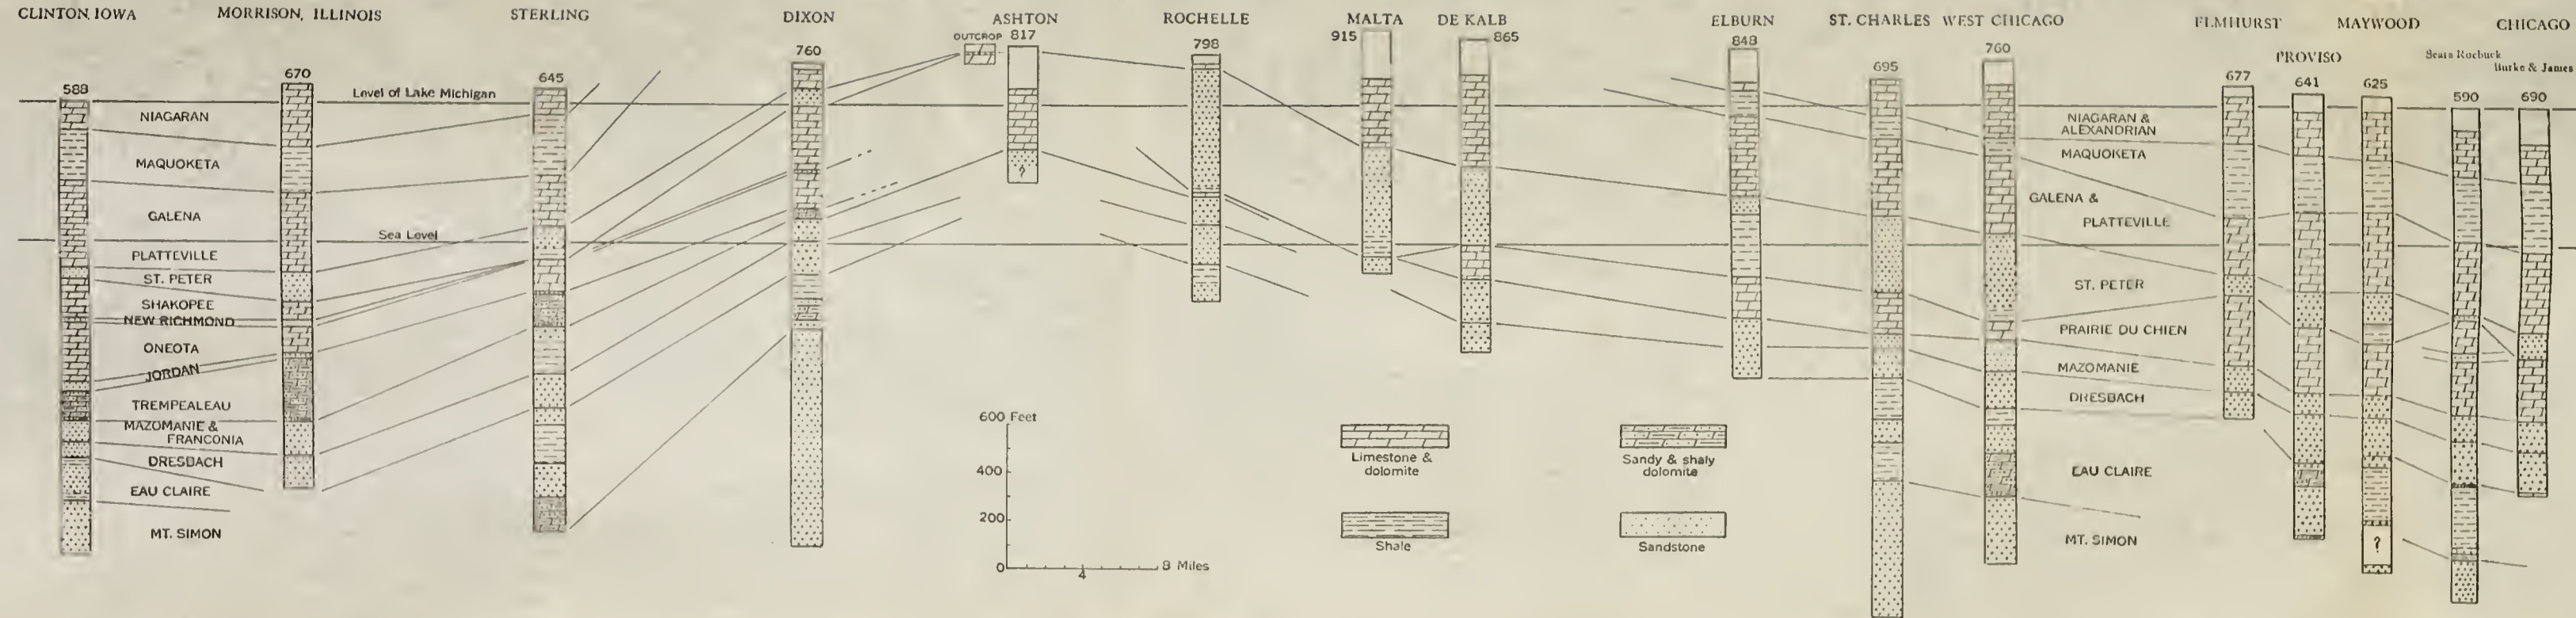 CLINTON, IOWA
MORRISON, ILLINOIS
STERLING
DIXON
ASHTON
ROCHELLE
MALTA
DE KALB
ELBURN
ST. CHARLES
WEST CHICAGO
ELMHURST
PROVISO
MAYWOOD
CHICAGO
Sears Roebuck
Burke & James
588
670
645
760
OUTCROP
817
798
915
865
848
695
760
677
641
625
590
690
Level of Lake Michigan
Sea Level
NIAGARAN
MAQUOKETA
GALENA
PLATTEVILLE
ST. PETER
SHAKOPEE
NEW RICHMOND
ONEOTA
JORDAN
TREMPEALEAU
MAZOMANIE &
FRANCONIA
DRESBACH
EAU CLAIRE
MT. SIMON
?
NIAGARAN &
ALEXANDRIAN
MAQUOKETA
GALENA &
PLATTEVILLE
ST. PETER
PRAIRIE DU CHIEN
MAZOMANIE
DRESBACH
EAU CLAIRE
MT. SIMON
?
600 Feet
400
200
0
4
8 Miles
Limestone &
dolomite
Sandy & shaly
dolomite
Shale
Sandstone